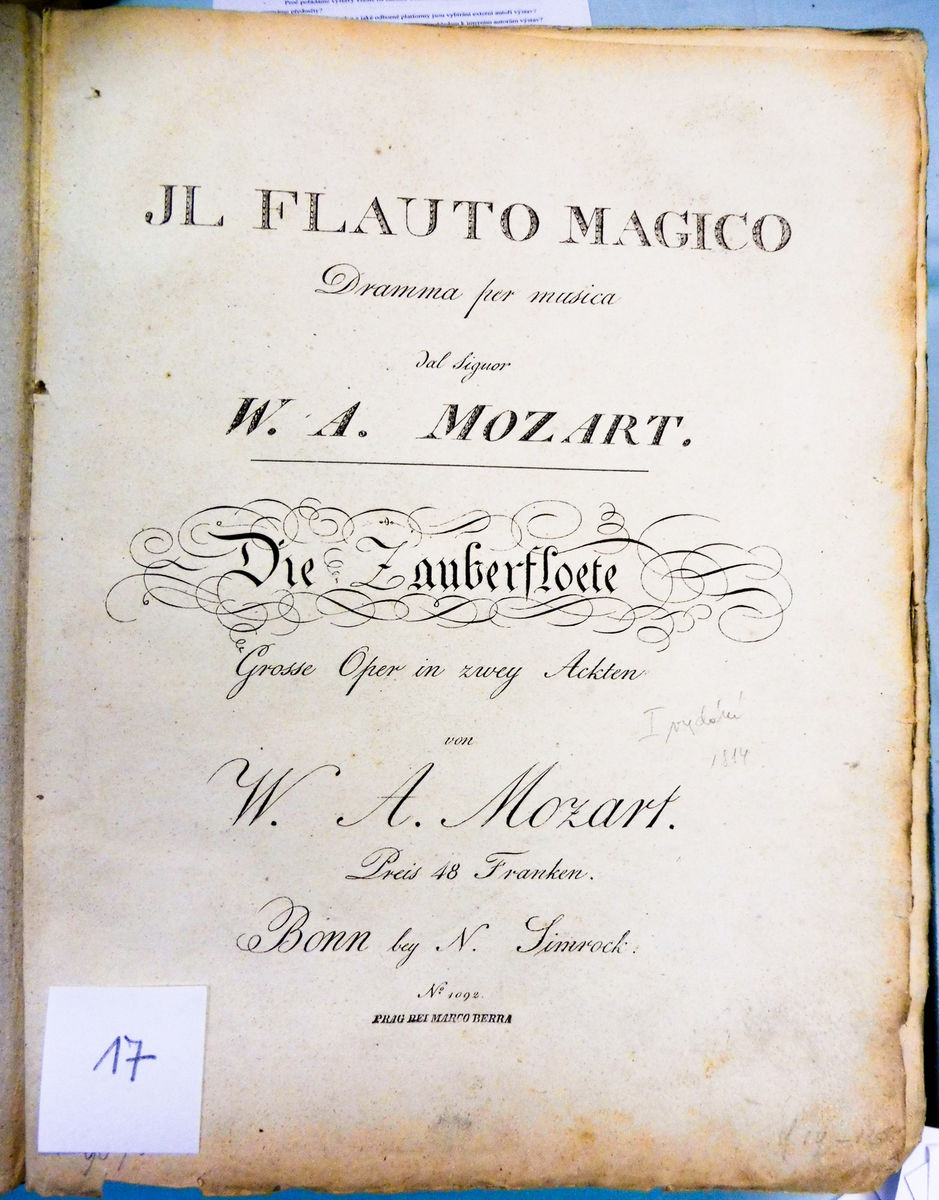 JL FLAUTO MAGICO
Dramma per musica
dal Siguor
W. A. MOZART.
Die Zauberfloete
Grosse Oper in zwey Ackten
von
W. A. Mozart.
Preis 48 Franken.
Bonn bey N. Simrock.
Nº 1092.
PRAG BEI MARCO BERRA
I vydání
1814
17